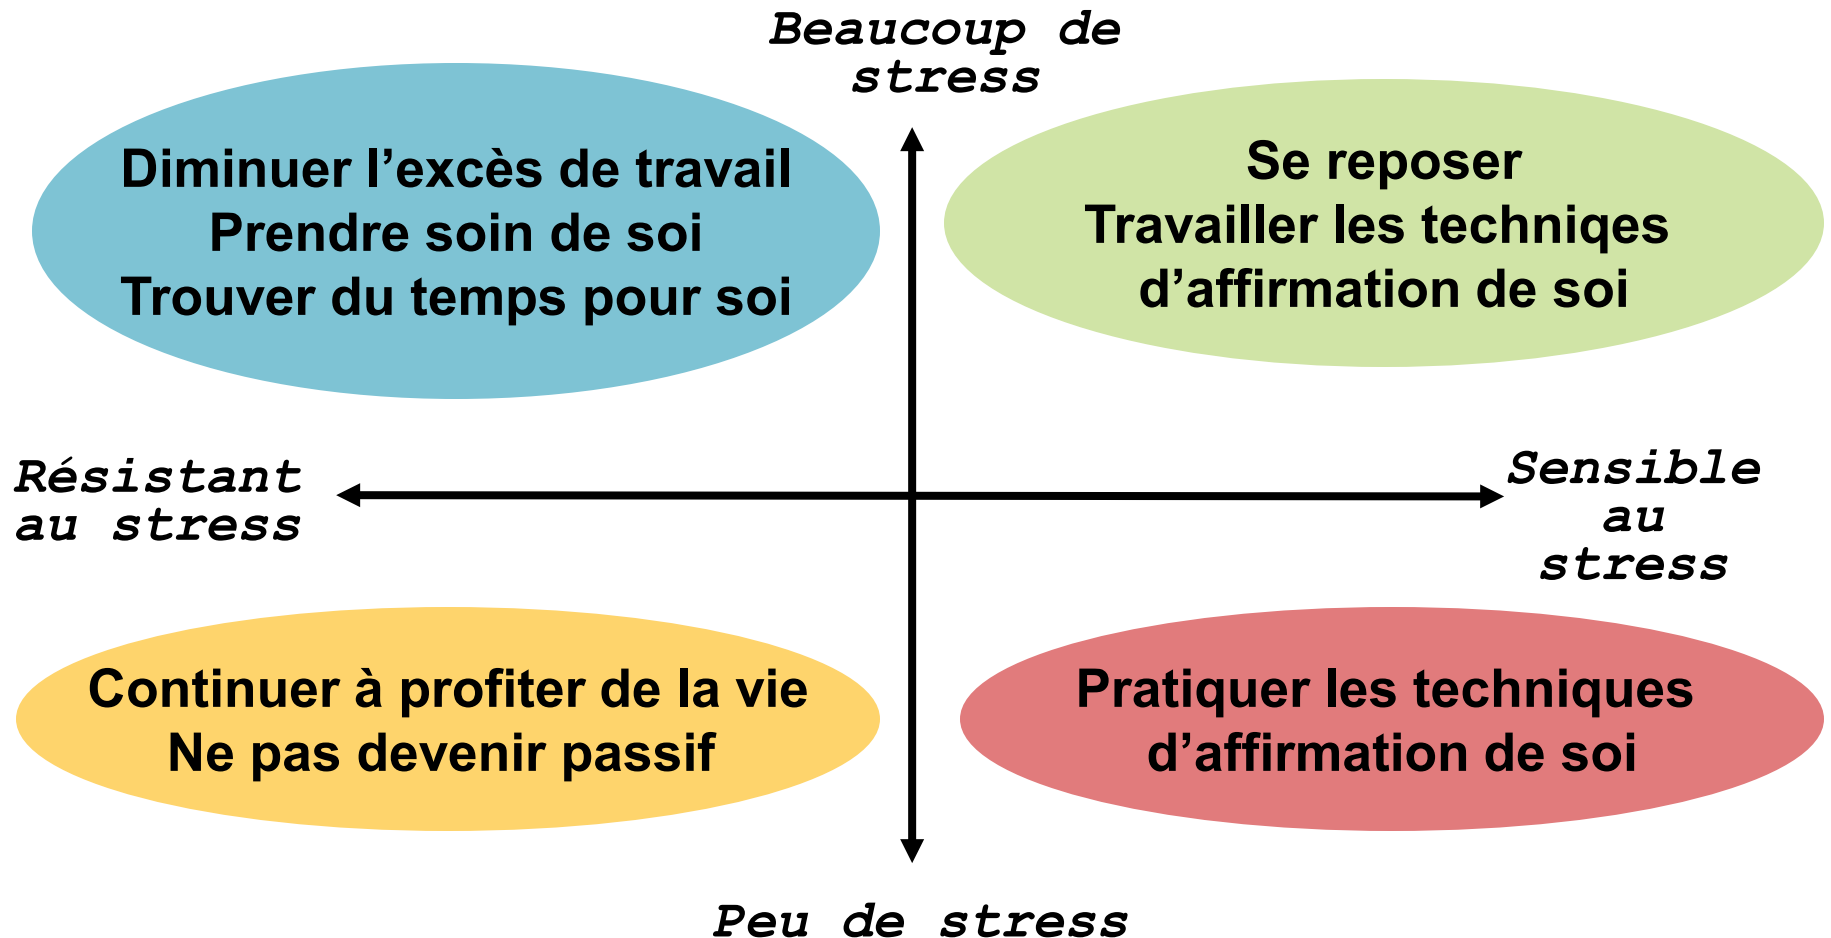 Beaucoup de
stress
Diminuer l’excès de travail
Prendre soin de soi
Trouver du temps pour soi
Se reposer
Travailler les techniqes
d’affirmation de soi
Résistant
au stress
Sensible
au
stress
Continuer à profiter de la vie
Ne pas devenir passif
Pratiquer les techniques
d’affirmation de soi
Peu de stress